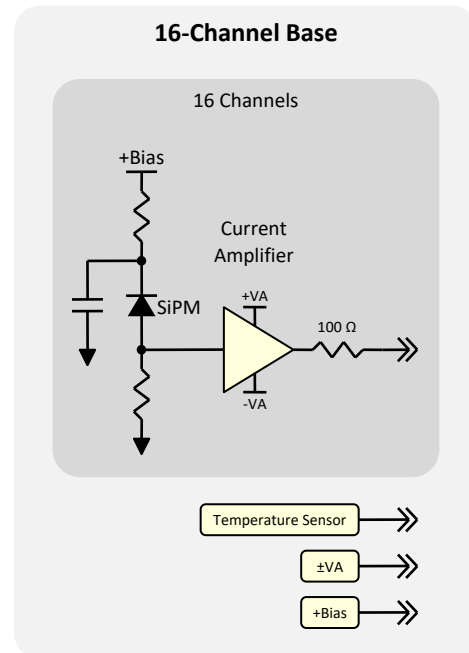 16-Channel Base
16 Channels
+Bias
Current
Amplifier
+VA
SiPM
100 Ω
-VA
Temperature Sensor
±VA
+Bias